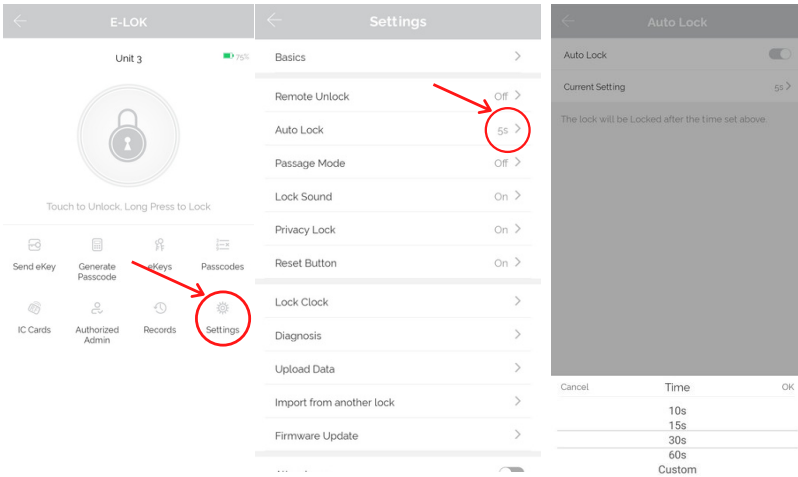 E-LOK
Unit 3
75%
Touch to Unlock, Long Press to Lock
Send eKey
Generate Passcode
eKeys
Passcodes
IC Cards
Authorized Admin
Records
Settings
Settings
Basics
Remote Unlock Off
Auto Lock 5s
Passage Mode Off
Lock Sound On
Privacy Lock On
Reset Button On
Lock Clock
Diagnosis
Upload Data
Import from another lock
Firmware Update
Auto Lock
Auto Lock
Current Setting 5s
The lock will be Locked after the time set above.
Cancel Time OK
10s
15s
30s
60s
Custom